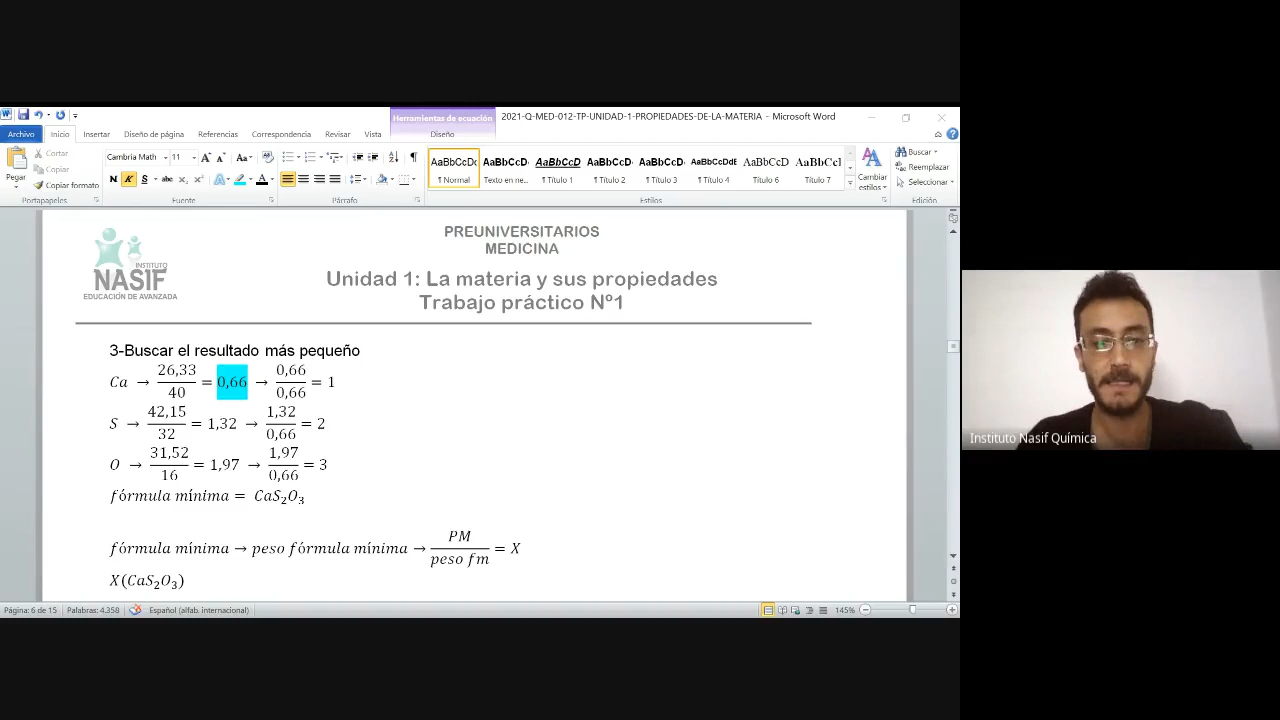 Herramientas de ecuación
2021-Q-MED-012-TP-UNIDAD-1-PROPIEDADES-DE-LA-MATERIA - Microsoft Word
Archivo Inicio Insertar Diseño de página Referencias Correspondencia Revisar Vista Diseño
Pegar
Cortar
Copiar
Copiar formato
Portapapeles
Cambria Math 11
Fuente
Párrafo
AaBbCcDc AaBbCcD AaBbCcD AaBbCcD AaBbCcD AaBbCcDdE AaBbCcD AaBbCcI
¶ Normal Texto en ne... ¶ Título 1 ¶ Título 2 ¶ Título 3 ¶ Título 4 Título 6 Título 7
Estilos
Cambiar estilos
Buscar
Reemplazar
Seleccionar
Edición
INSTITUTO
NASIF
EDUCACIÓN DE AVANZADA
PREUNIVERSITARIOS
MEDICINA
Unidad 1: La materia y sus propiedades
Trabajo práctico Nº1
3-Buscar el resultado más pequeño
Ca → 26,33/40 = 0,66 → 0,66/0,66 = 1
S → 42,15/32 = 1,32 → 1,32/0,66 = 2
O → 31,52/16 = 1,97 → 1,97/0,66 = 3
fórmula mínima = CaS₂O₃
fórmula mínima → peso fórmula mínima → PM/peso fm = X
X(CaS₂O₃)
Página: 6 de 15 Palabras: 4.358 Español (alfab. internacional) 145%
Instituto Nasif Química